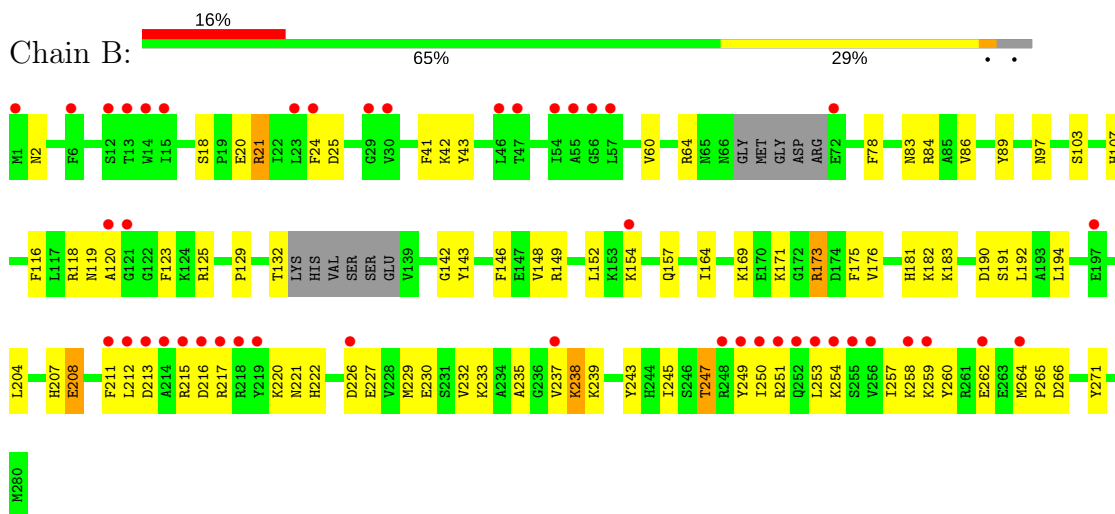 16%
Chain B:
65% 29% • •
M1 N2 F6 S12 T13 W14 I15 S18 P19 E20 R21 I22 L23 F24 D25 G29 V30 F41 K42 Y43 L46 T47 I54 A55 G56 L57 V60 R64 N65 N66 GLY MET GLY ASP ARG E72 F78 N83 R84 A85 V86 Y89 N97 S103 H107
F116 L117 R118 N119 A120 G121 G122 F123 K124 R125 P129 T132 LYS HIS VAL SER SER GLU V139 G142 Y143 F146 E147 V148 R149 L152 K153 K154 Q157 I164 K169 E170 K171 G172 R173 D174 F175 V176 H181 K182 K183 D190 S191 L192 A193 L194 E197
L204 H207 E208 F211 L212 D213 A214 R215 D216 R217 R218 Y219 K220 N221 H222 D226 E227 V228 M229 E230 S231 V232 K233 A234 A235 G236 V237 K238 K239 Y243 H244 I245 S246 T247 R248 Y249 I250 R251 Q252 L253 K254 S255 V256 I257 K258 K259 Y260 R261 E262 E263 M264 P265 D266 Y271
M280